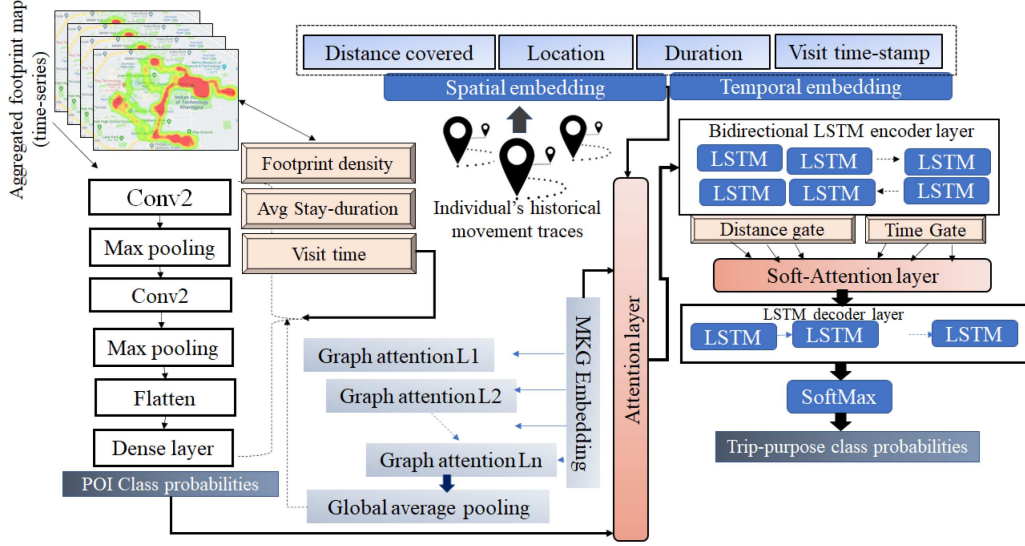 Aggregated footprint map
(time-series)
Distance covered
Location
Duration
Visit time-stamp
Spatial embedding
Temporal embedding
Footprint density
Avg Stay-duration
Visit time
Individual's historical
movement traces
Conv2
Max pooling
Conv2
Max pooling
Flatten
Dense layer
POI Class probabilities
Graph attention L1
Graph attention L2
Graph attention Ln
Global average pooling
MKG Embedding
Attention layer
Bidirectional LSTM encoder layer
LSTM
LSTM
LSTM
LSTM
LSTM
LSTM
Distance gate
Time Gate
Soft-Attention layer
LSTM decoder layer
LSTM
LSTM
LSTM
SoftMax
Trip-purpose class probabilities